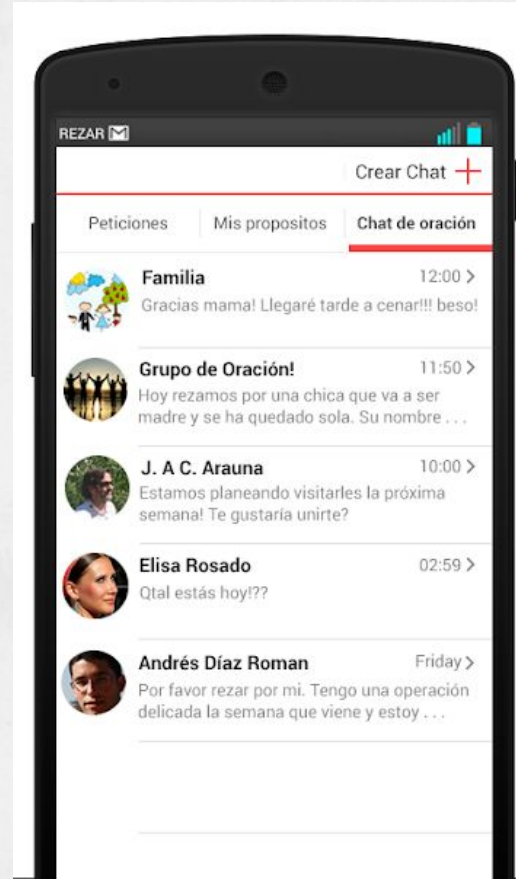 REZAR
Crear Chat
Peticiones Mis propositos Chat de oración
Familia 12:00
Gracias mama! Llegaré tarde a cenar!!! beso!
Grupo de Oración! 11:50
Hoy rezamos por una chica que va a ser
madre y se ha quedado sola. Su nombre . . .
J. A C. Arauna 10:00
Estamos planeando visitarles la próxima
semana! Te gustaría unirte?
Elisa Rosado 02:59
Qtal estás hoy!??
Andrés Díaz Roman Friday
Por favor rezar por mi. Tengo una operación
delicada la semana que viene y estoy . . .